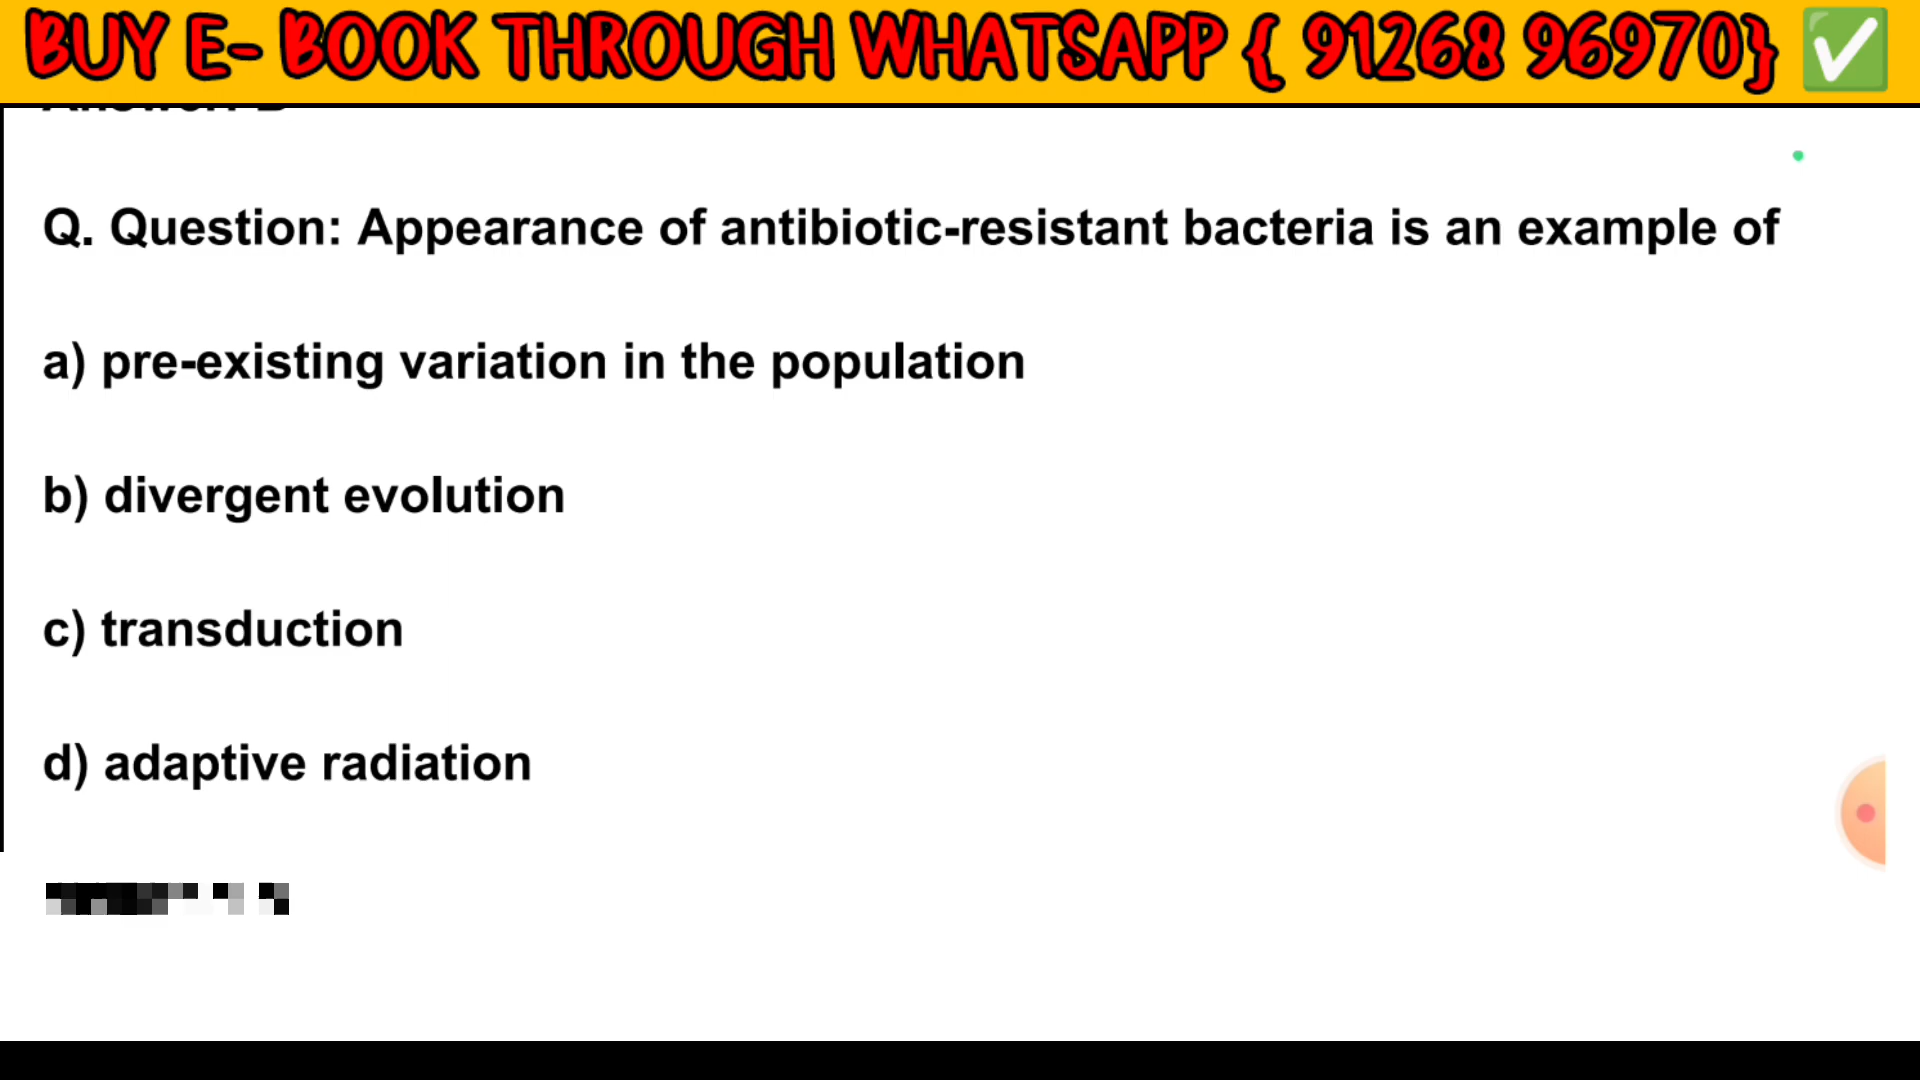 BUY E- BOOK THROUGH WHATSAPP { 91268 96970} ✅
Q. Question: Appearance of antibiotic-resistant bacteria is an example of
a) pre-existing variation in the population
b) divergent evolution
c) transduction
d) adaptive radiation